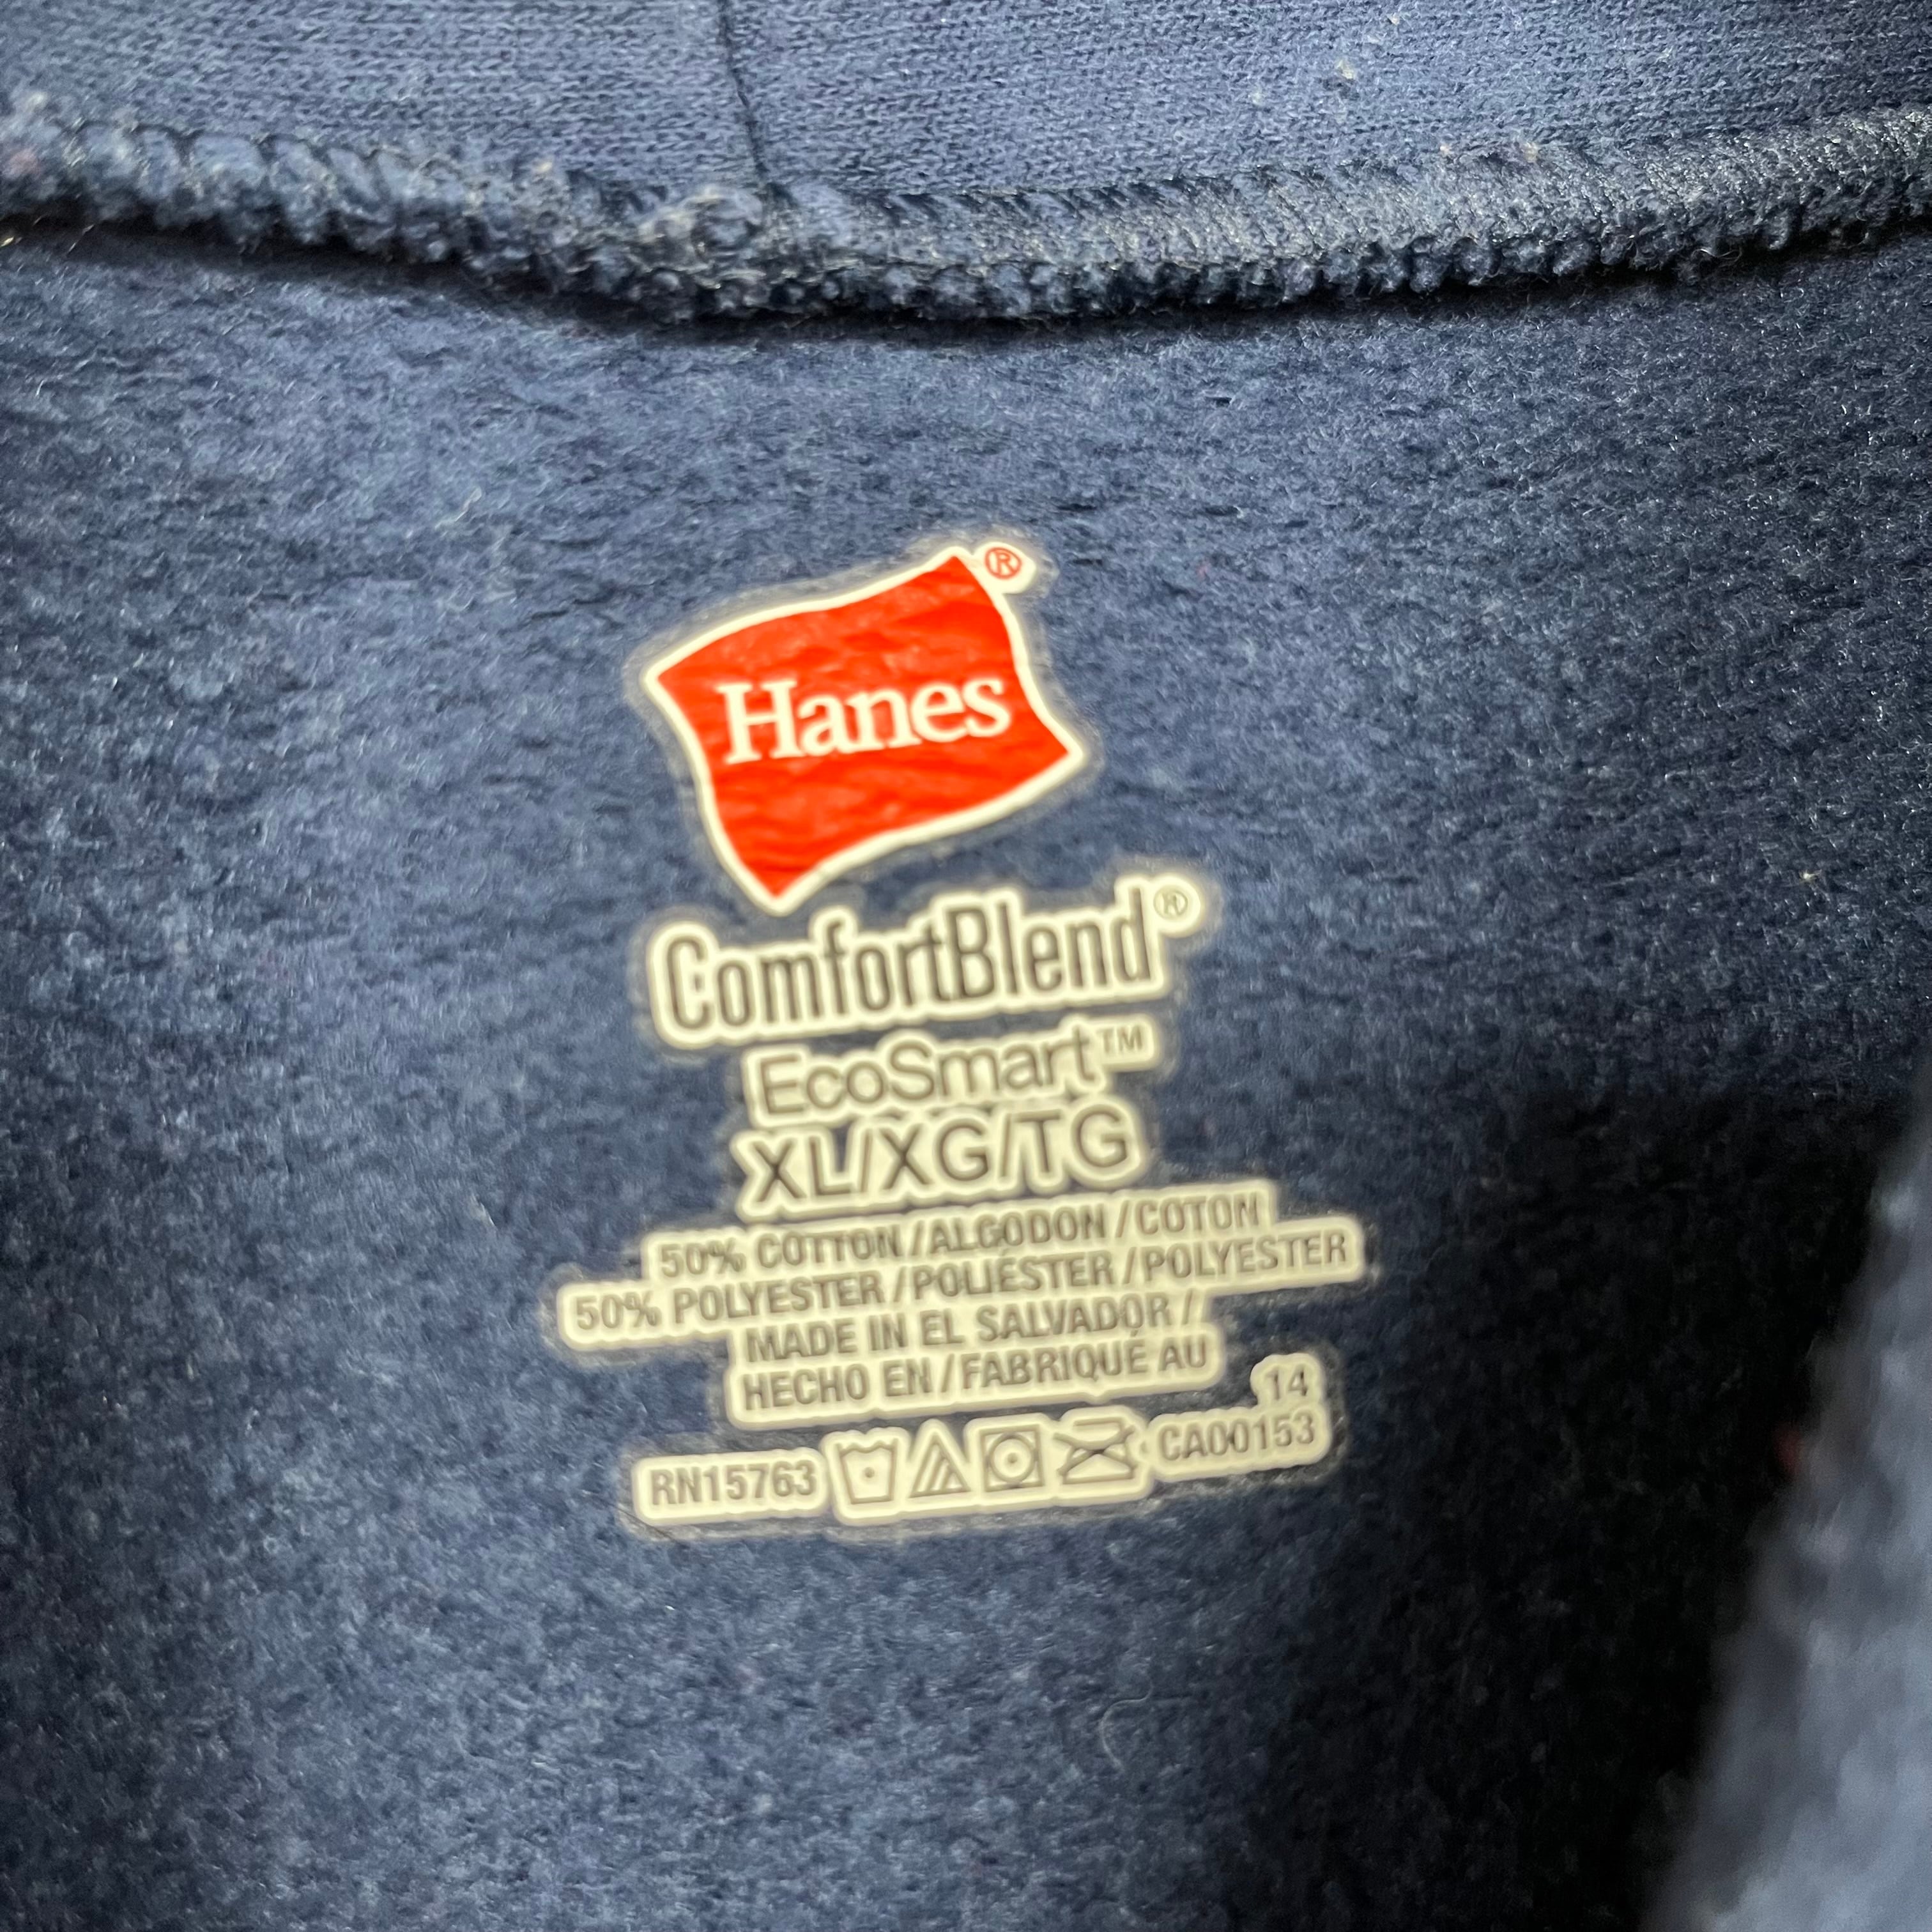 Hanes®
ComfortBlend®
EcoSmart™
XL/XG/TG
50% COTTON/ALGODON/COTON
50% POLYESTER/POLIÉSTER/POLYESTER
MADE IN EL SALVADOR/
HECHO EN/FABRIQUÉ AU
14
RN15763 CA00153